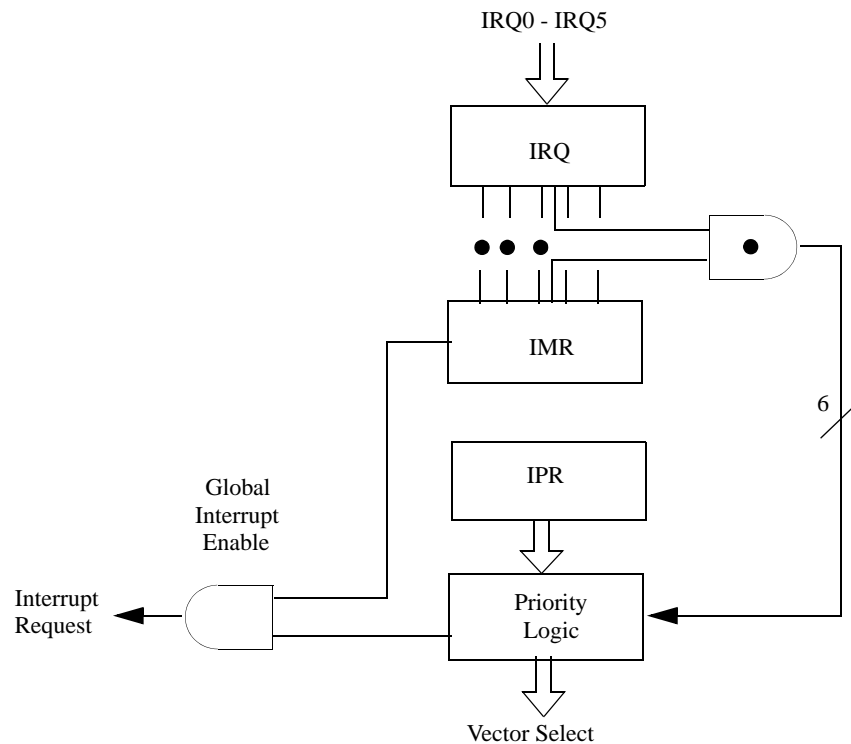 IRQ0 - IRQ5
IRQ
IMR
6
IPR
Global
Interrupt
Enable
Interrupt
Request
Priority
Logic
Vector Select